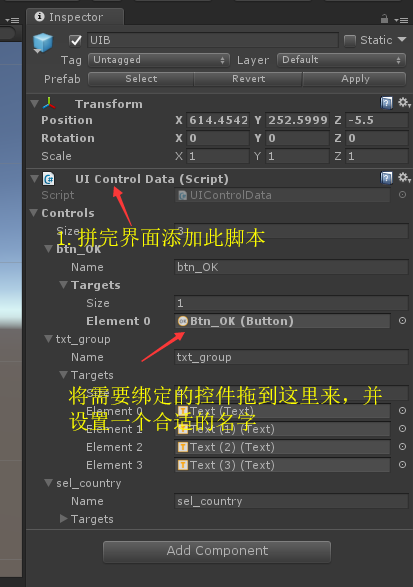 Inspector
UIB
Static
Tag Untagged Layer Default
Prefab Select Revert Apply
Transform
Position X 614.4542 Y 252.5999 Z -5.5
Rotation X 0 Y 0 Z 0
Scale X 1 Y 1 Z 1
UI Control Data (Script)
Script UIControlData
Controls
Size 3
1. 拼完界面添加此脚本
btn_OK
Name btn_OK
Targets
Size 1
Element 0 Btn_OK (Button)
txt_group
Name txt_group
Targets
将需要绑定的控件拖到这里来，并
设置一个合适的名字
Element 0 Text (Text)
Element 1 Text (1) (Text)
Element 2 Text (2) (Text)
Element 3 Text (3) (Text)
sel_country
Name sel_country
Targets
Add Component